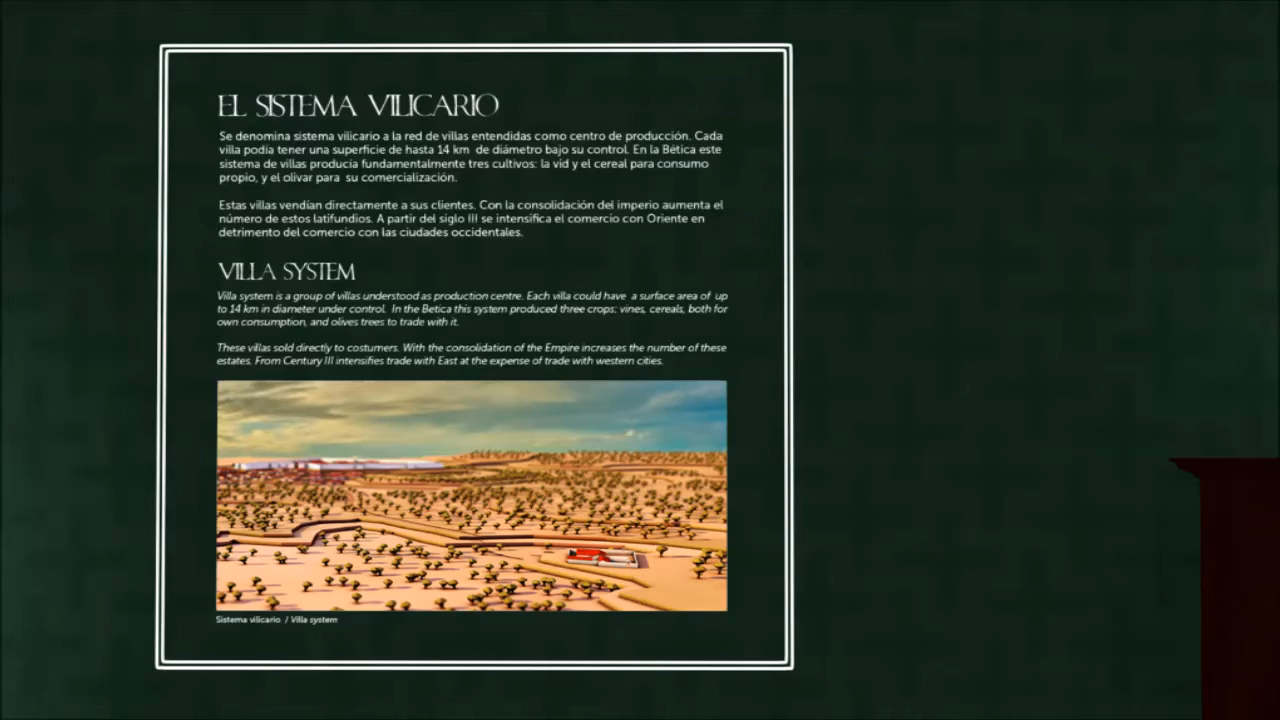 EL SISTEMA VILICARIO
Se denomina sistema vilicario a la red de villas entendidas como centro de producción. Cada
villa podía tener una superficie de hasta 14 km de diámetro bajo su control. En la Bética este
sistema de villas producía fundamentalmente tres cultivos: la vid y el cereal para consumo
propio, y el olivar para su comercialización.
Estas villas vendían directamente a sus clientes. Con la consolidación del imperio aumenta el
número de estos latifundios. A partir del siglo III se intensifica el comercio con Oriente en
detrimento del comercio con las ciudades occidentales.
VILLA SYSTEM
Villa system is a group of villas understood as production centre. Each villa could have a surface area of up
to 14 km in diameter under control. In the Betica this system produced three crops: vines, cereals, both for
own consumption, and olives trees to trade with it.
These villas sold directly to costumers. With the consolidation of the Empire increases the number of these
estates. From Century III intensifies trade with East at the expense of trade with western cities.
Sistema vilicario / Villa system